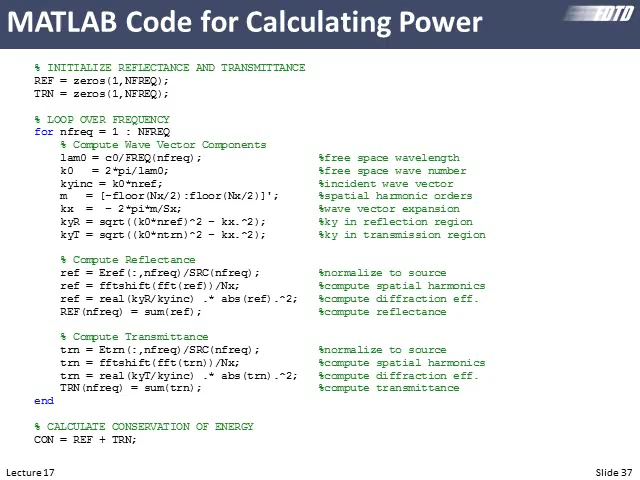 MATLAB Code for Calculating Power
FDTD
% INITIALIZE REFLECTANCE AND TRANSMITTANCE
REF = zeros(1,NFREQ);
TRN = zeros(1,NFREQ);
% LOOP OVER FREQUENCY
for nfreq = 1 : NFREQ
% Compute Wave Vector Components
lam0 = c0/FREQ(nfreq); %free space wavelength
k0 = 2*pi/lam0; %free space wave number
kyinc = k0*nref; %incident wave vector
m = [-floor(Nx/2):floor(Nx/2)]'; %spatial harmonic orders
kx = - 2*pi*m/Sx; %wave vector expansion
kyR = sqrt((k0*nref)^2 - kx.^2); %ky in reflection region
kyT = sqrt((k0*ntrn)^2 - kx.^2); %ky in transmission region
% Compute Reflectance
ref = Eref(:,nfreq)/SRC(nfreq); %normalize to source
ref = fftshift(fft(ref))/Nx; %compute spatial harmonics
ref = real(kyR/kyinc) .* abs(ref).^2; %compute diffraction eff.
REF(nfreq) = sum(ref); %compute reflectance
% Compute Transmittance
trn = Etrn(:,nfreq)/SRC(nfreq); %normalize to source
trn = fftshift(fft(trn))/Nx; %compute spatial harmonics
trn = real(kyT/kyinc) .* abs(trn).^2; %compute diffraction eff.
TRN(nfreq) = sum(trn); %compute transmittance
end
% CALCULATE CONSERVATION OF ENERGY
CON = REF + TRN;
Lecture 17
Slide 37